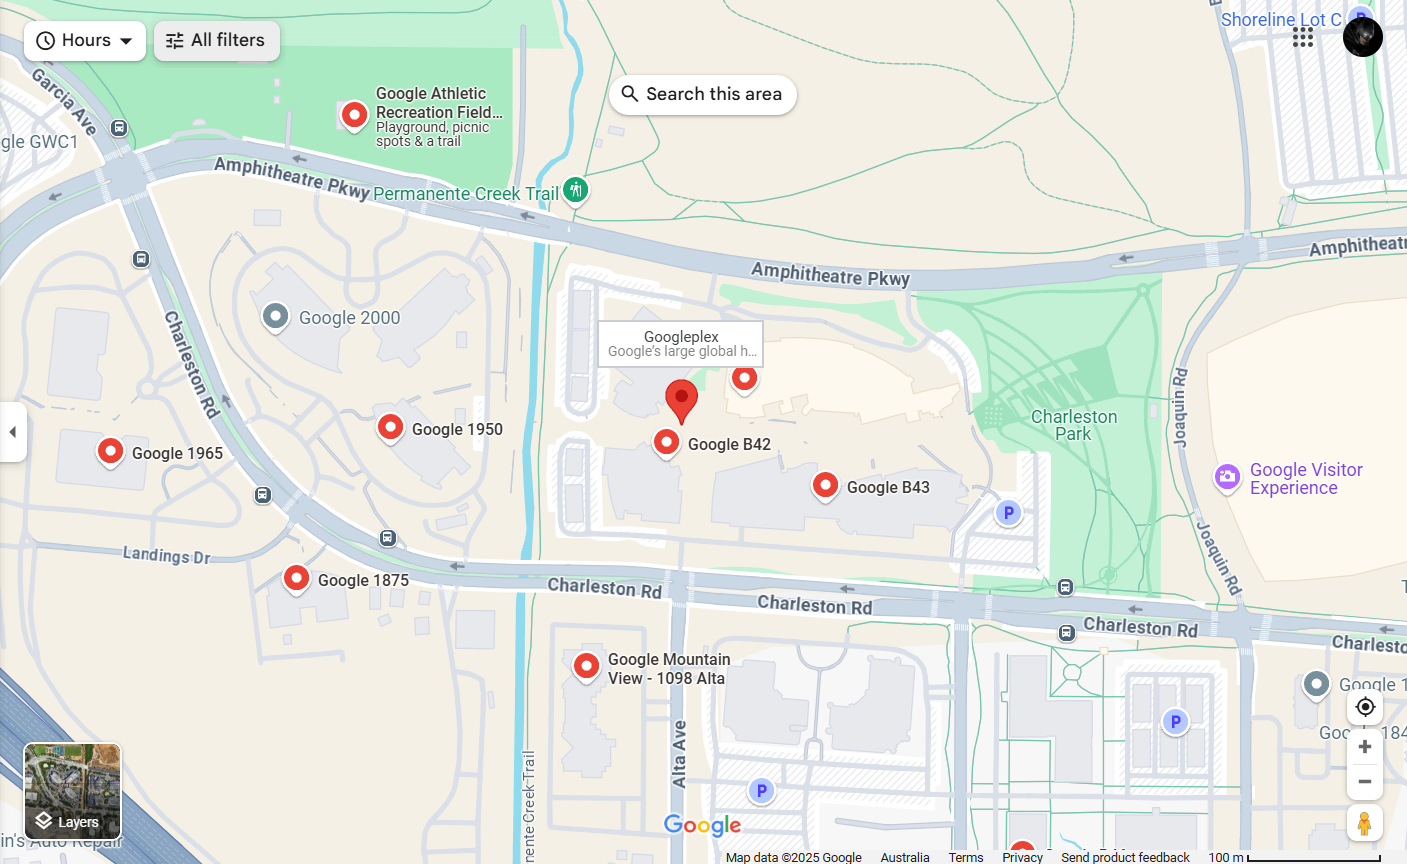 Hours
All filters
Shoreline Lot C
P
Search this area
Garcia Ave
Google Athletic
Recreation Field...
Playground, picnic
spots & a trail
gle GWC1
Amphitheatre Pkwy
Permanente Creek Trail
Amphitheatre Pkwy
Amphitheatr
Google 2000
Googleplex
Google's large global h...
Charleston Rd
Joaquin Rd
Charleston
Park
Google 1950
Google B42
Google 1965
Google B43
Google Visitor
Experience
P
Joaquin Rd
Landings Dr
Google 1875
Charleston Rd
Charleston Rd
Charleston Rd
Charlesto
Google Mountain
View - 1098 Alta
Google 1
P
Goo
184
Alta Ave
nente Creek Trail
P
Layers
in's Auto Repair
Google
Map data ©2025 Google
Australia
Terms
Privacy
Send product feedback
100 m